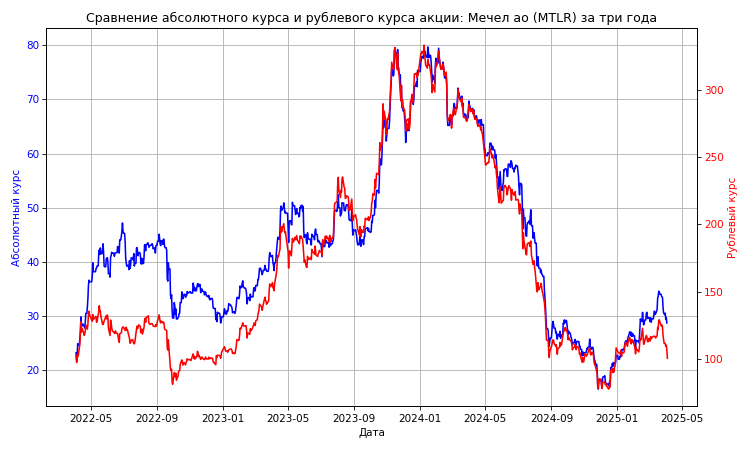 Сравнение абсолютного курса и рублевого курса акции: Мечел ао (MTLR) за три года
Абсолютный курс
80
70
60
50
40
30
20
300
250
200
150
100
Рублевый курс
2022-05 2022-09 2023-01 2023-05 2023-09 2024-01 2024-05 2024-09 2025-01 2025-05
Дата